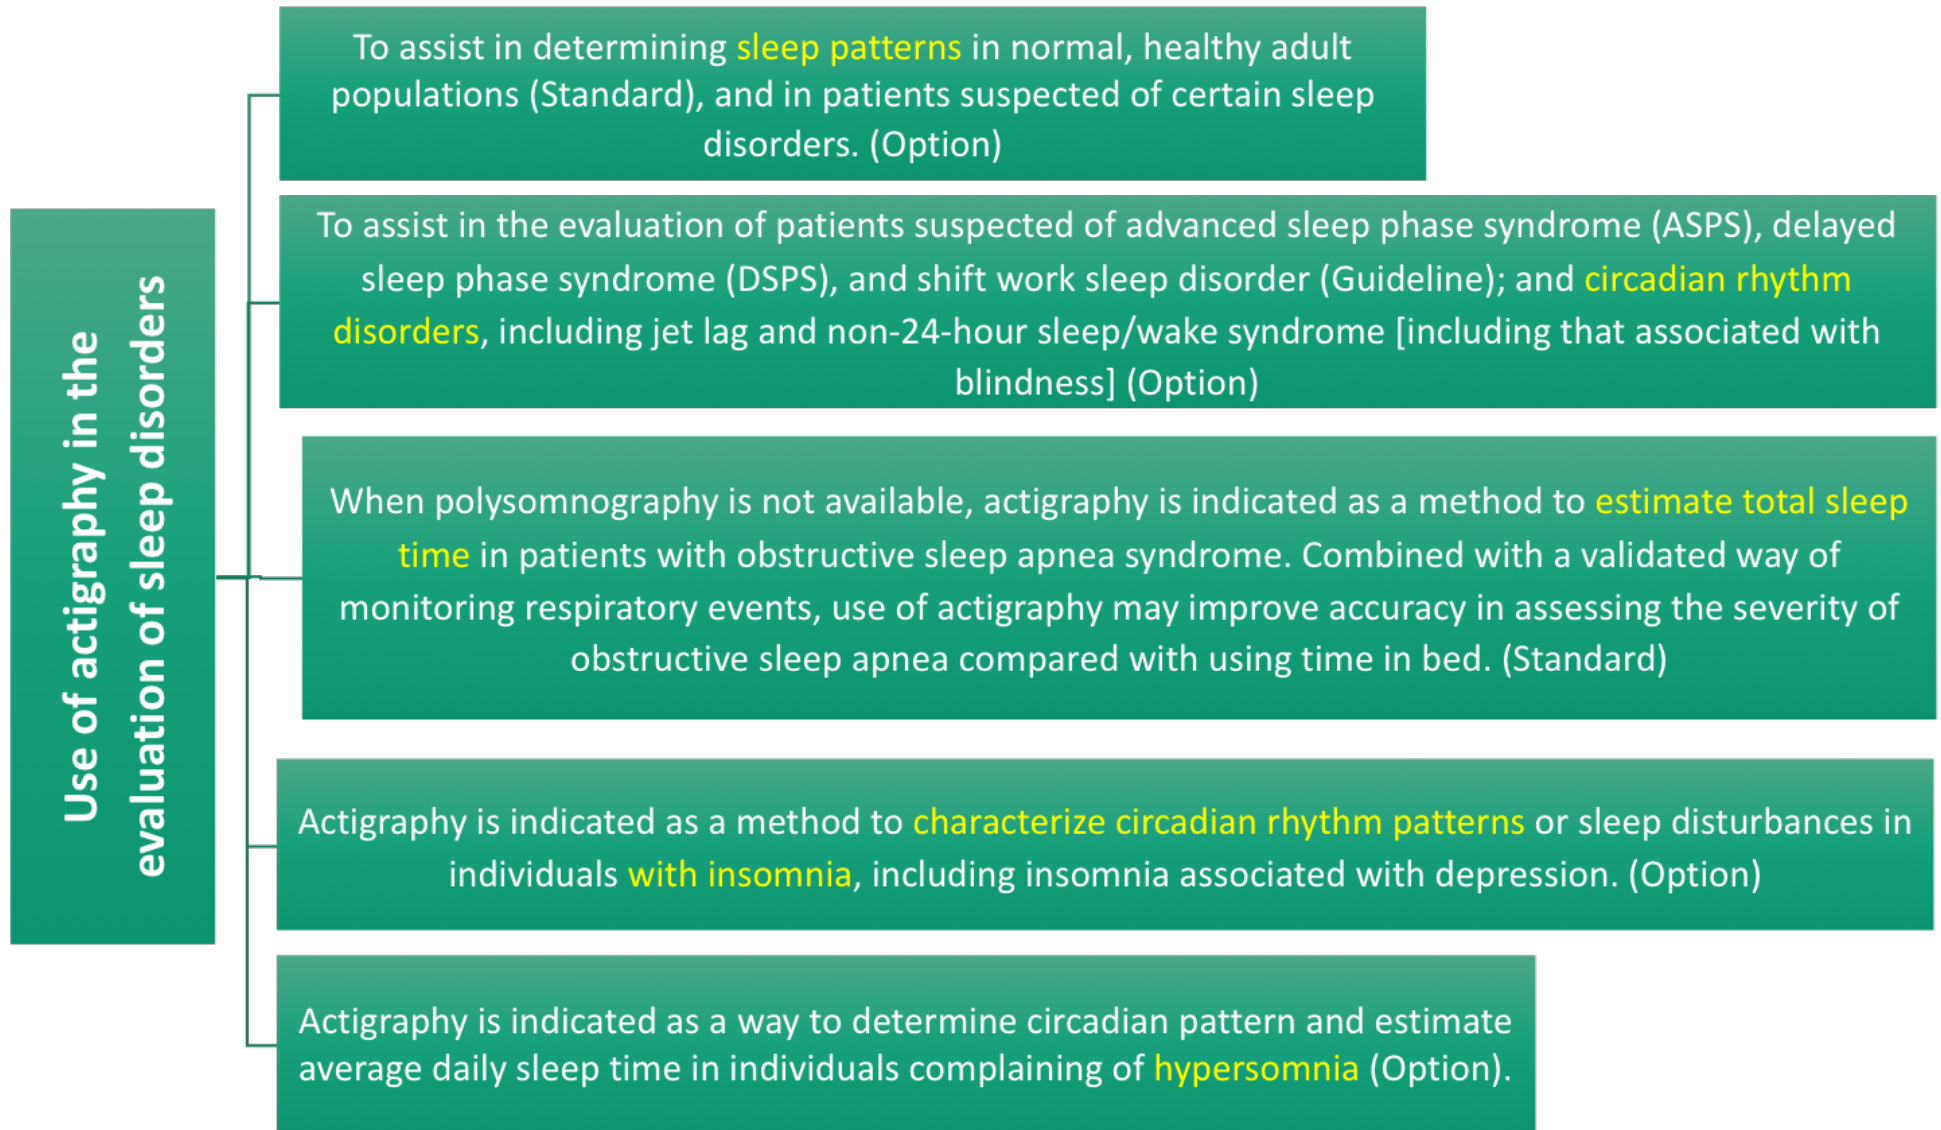 Use of actigraphy in the
evaluation of sleep disorders
To assist in determining sleep patterns in normal, healthy adult
populations (Standard), and in patients suspected of certain sleep
disorders. (Option)
To assist in the evaluation of patients suspected of advanced sleep phase syndrome (ASPS), delayed
sleep phase syndrome (DSPS), and shift work sleep disorder (Guideline); and circadian rhythm
disorders, including jet lag and non-24-hour sleep/wake syndrome [including that associated with
blindness] (Option)
When polysomnography is not available, actigraphy is indicated as a method to estimate total sleep
time in patients with obstructive sleep apnea syndrome. Combined with a validated way of
monitoring respiratory events, use of actigraphy may improve accuracy in assessing the severity of
obstructive sleep apnea compared with using time in bed. (Standard)
Actigraphy is indicated as a method to characterize circadian rhythm patterns or sleep disturbances in
individuals with insomnia, including insomnia associated with depression. (Option)
Actigraphy is indicated as a way to determine circadian pattern and estimate
average daily sleep time in individuals complaining of hypersomnia (Option).